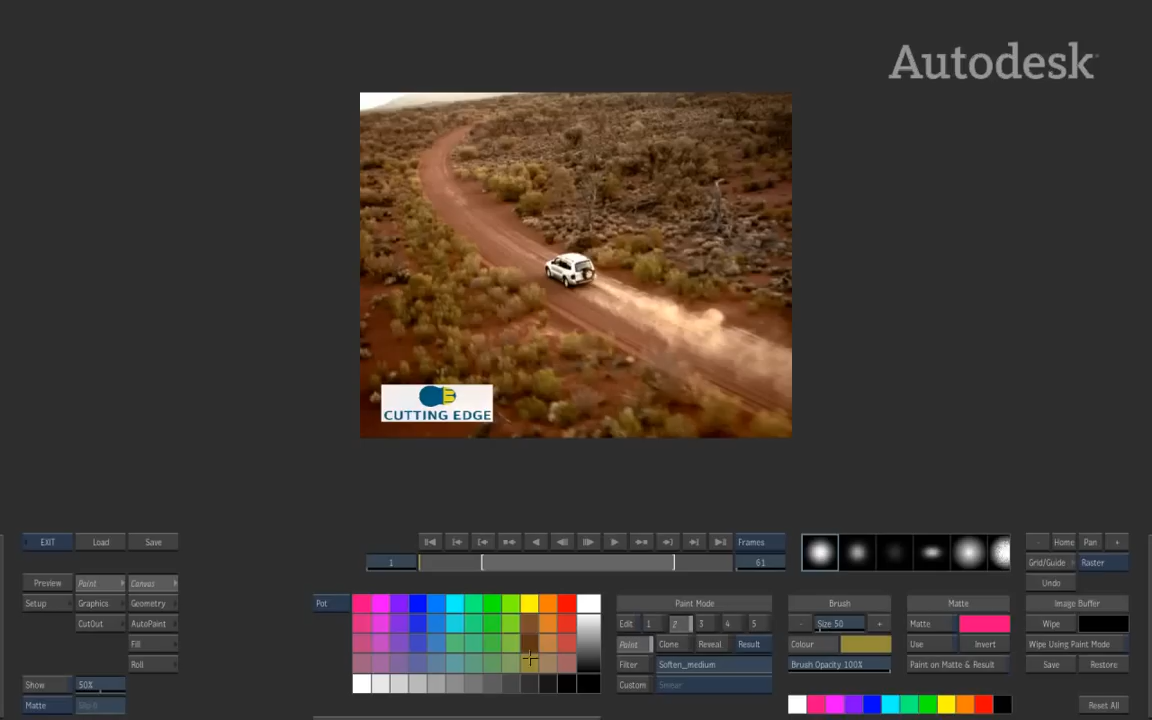 Autodesk
CUTTING EDGE
EXIT Load Save Frames - Home Pan +
1 61 Grid/Guide Raster
Preview Paint Canvas Undo
Setup Graphics Geometry Pot Paint Mode Brush Matte Image Buffer
CutOut AutoPaint Edit 1 2 3 4 5 - Size 50 + Matte Wipe
Fill Paint Clone Reveal Result Colour Use Invert Wipe Using Paint Mode
Roll Filter Soften_medium Brush Opacity 100% Paint on Matte & Result Save Restore
Show 50% Custom Smear
Matte Reset All